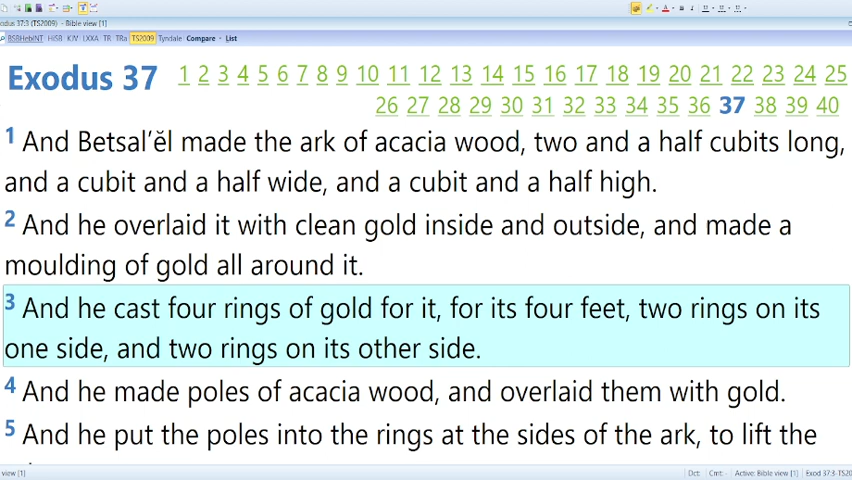 xodus 37:3 (TS2009) - Bible view [1]
BSBHebINT HiSB KJV LXXA TR TRa TS2009 Tyndale Compare - List
Exodus 37 1 2 3 4 5 6 7 8 9 10 11 12 13 14 15 16 17 18 19 20 21 22 23 24 25
26 27 28 29 30 31 32 33 34 35 36 37 38 39 40
1 And Betsal’ĕl made the ark of acacia wood, two and a half cubits long,
and a cubit and a half wide, and a cubit and a half high.
2 And he overlaid it with clean gold inside and outside, and made a
moulding of gold all around it.
3 And he cast four rings of gold for it, for its four feet, two rings on its
one side, and two rings on its other side.
4 And he made poles of acacia wood, and overlaid them with gold.
5 And he put the poles into the rings at the sides of the ark, to lift the
view [1] Dct: Cmt: - Active: Bible view [1] Exod 37:3-TS20